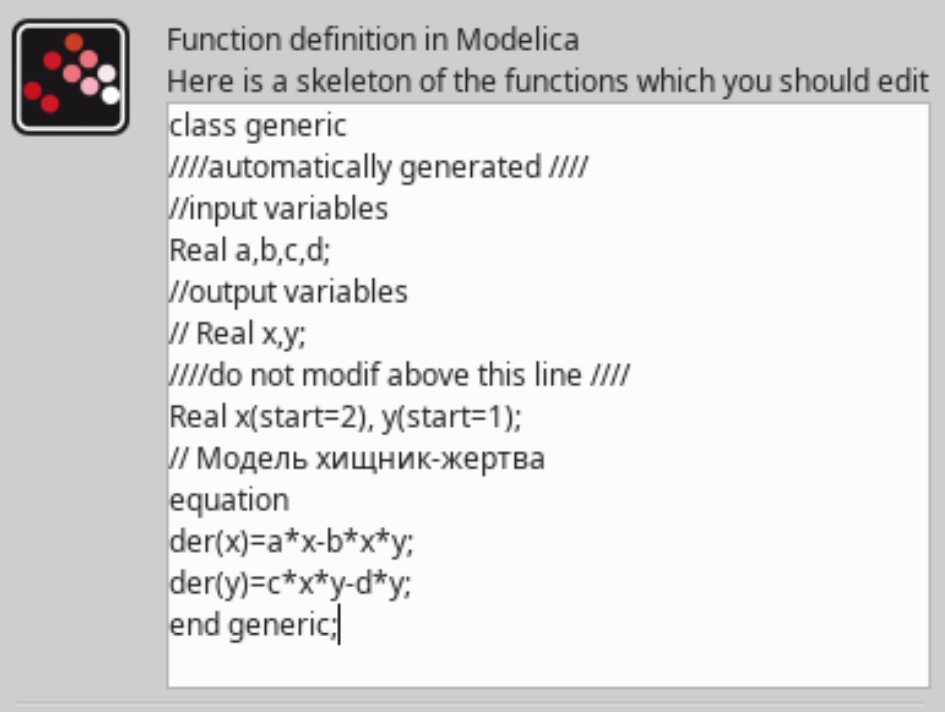 Function definition in Modelica
Here is a skeleton of the functions which you should edit
class generic
////automatically generated ////
//input variables
Real a,b,c,d;
//output variables
// Real x,y;
////do not modif above this line ////
Real x(start=2), y(start=1);
// Модель хищник-жертва
equation
der(x)=a*x-b*x*y;
der(y)=c*x*y-d*y;
end generic;